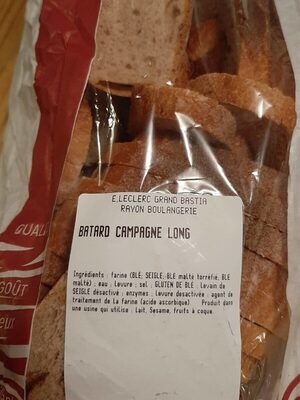 E.LECLERC GRAND BASTIA
RAYON BOULANGERIE
BATARD CAMPAGNE LONG
Ingrédients : farine (BLE, SEIGLE, BLE malté torréfié, BLE
malté) ; eau ; Levure ; sel ; GLUTEN DE BLE ; Levain de
SEIGLE désactivé ; enzymes ; Levure desactivée ; agent de
traitement de la farine (acide ascorbique) Produit dans
une usine qui utilise : Lait, Sesame, fruits à coque.
GOÛT